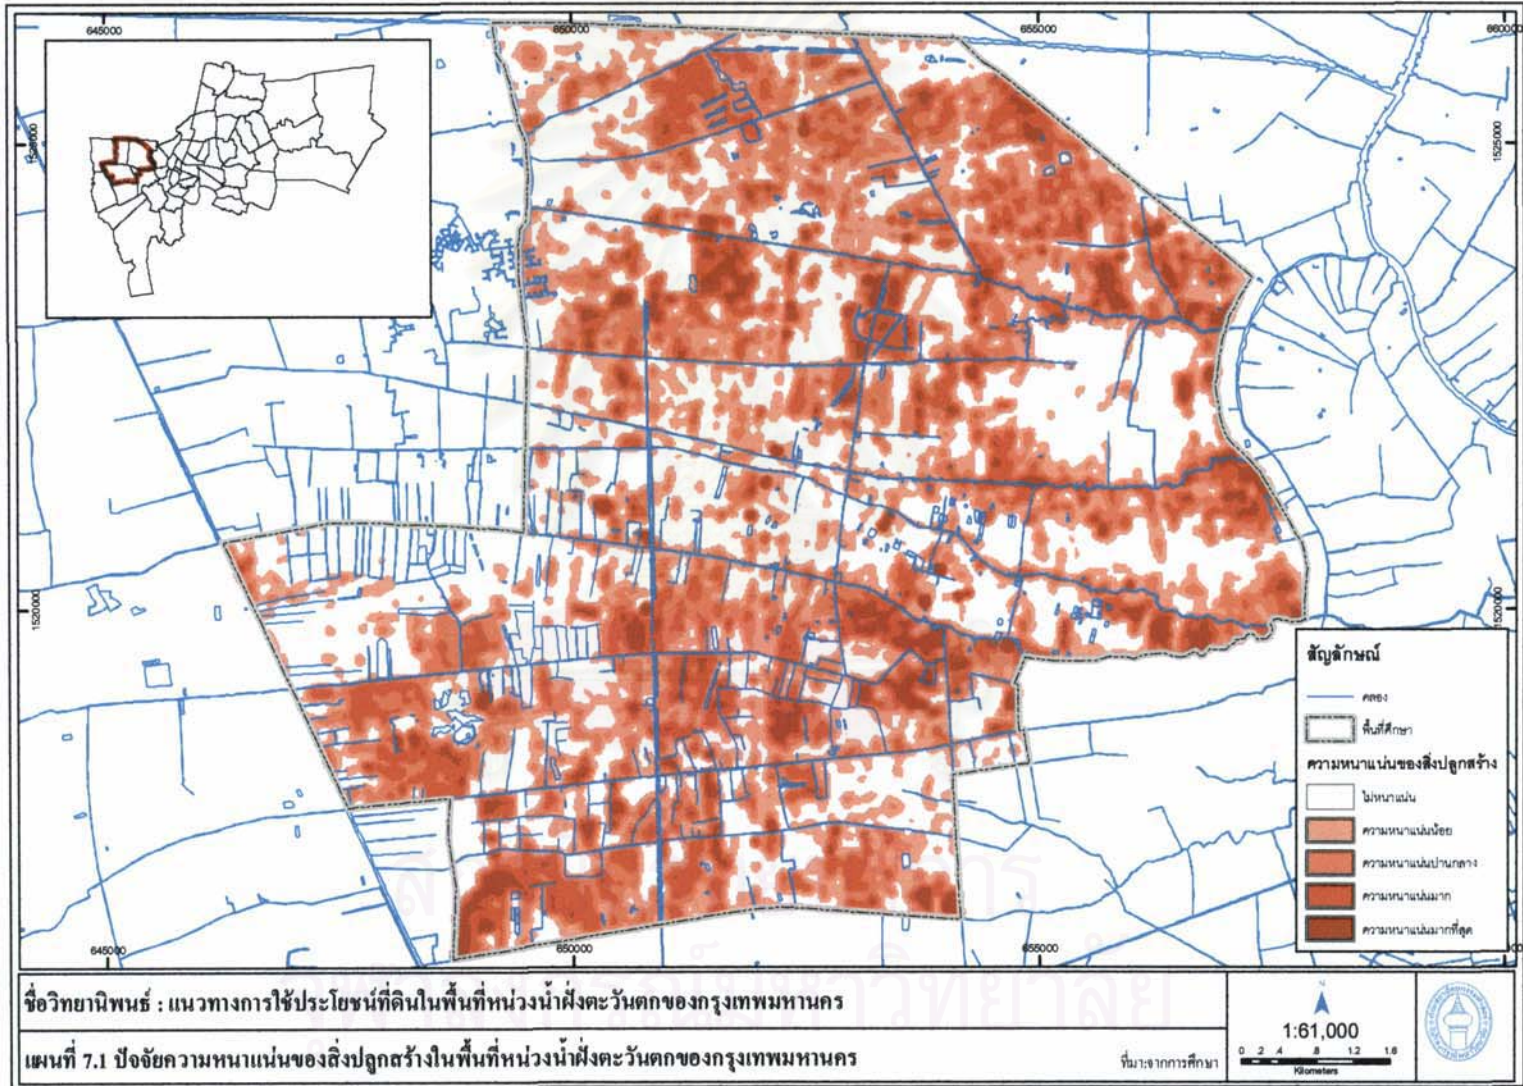 645000
650000
655000
660000
1525000
1525000
1520000
1520000
สัญลักษณ์
คลอง
พื้นที่ศึกษา
ความหนาแน่นของสิ่งปลูกสร้าง
ไม่หนาแน่น
ความหนาแน่นน้อย
ความหนาแน่นปานกลาง
ความหนาแน่นมาก
ความหนาแน่นมากที่สุด
645000
650000
655000
ชื่อวิทยานิพนธ์ : แนวทางการใช้ประโยชน์ที่ดินในพื้นที่หน่วงน้ำฝั่งตะวันตกของกรุงเทพมหานคร
แผนที่ 7.1 ปัจจัยความหนาแน่นของสิ่งปลูกสร้างในพื้นที่หน่วงน้ำฝั่งตะวันตกของกรุงเทพมหานคร
ที่มา:จากการศึกษา
N
1:61,000
0 .2 .4 .8 1.2 1.6
Kilometers